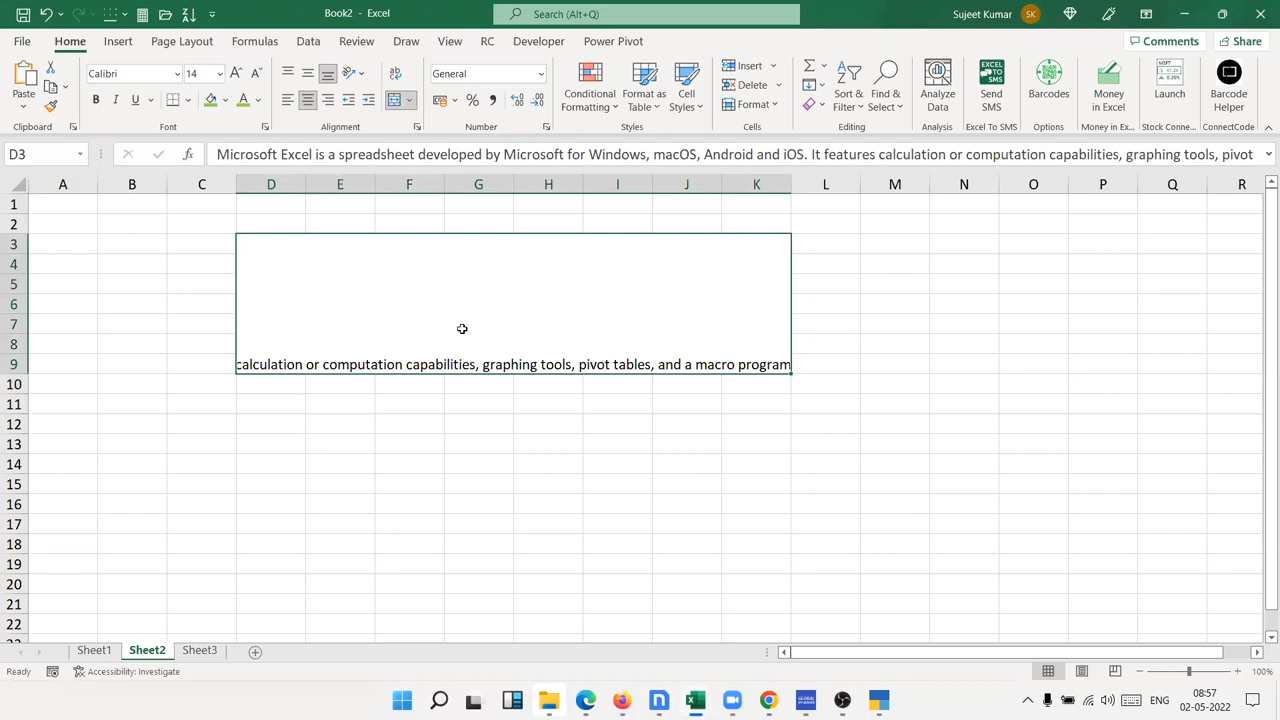 Book2 - Excel
Search (Alt+Q)
Sujeet Kumar
SK
File Home Insert Page Layout Formulas Data Review Draw View RC Developer Help Power Pivot
Comments
Share
Paste
Calibri
14
B I U
General
Conditional Formatting
Format as Table
Cell Styles
Insert
Delete
Format
Sort & Filter
Find & Select
Analyze Data
EXCEL TO SMS
Send SMS
Barcodes
Money in Excel
Launch
Barcode Helper
Clipboard
Font
Alignment
Number
Styles
Cells
Editing
Analysis
Excel To SMS
Options
Money in Ex...
Stock Conne...
ConnectCode
D3
fx
Microsoft Excel is a spreadsheet developed by Microsoft for Windows, macOS, Android and iOS. It features calculation or computation capabilities, graphing tools, pivot
A B C D E F G H I J K L M N O P Q R
1
2
3
4
5
6
7
8
9
calculation or computation capabilities, graphing tools, pivot tables, and a macro program
10
11
12
13
14
15
16
17
18
19
20
21
22
Sheet1 Sheet2 Sheet3
Ready
Accessibility: Investigate
100%
ENG
08:57
02-05-2022